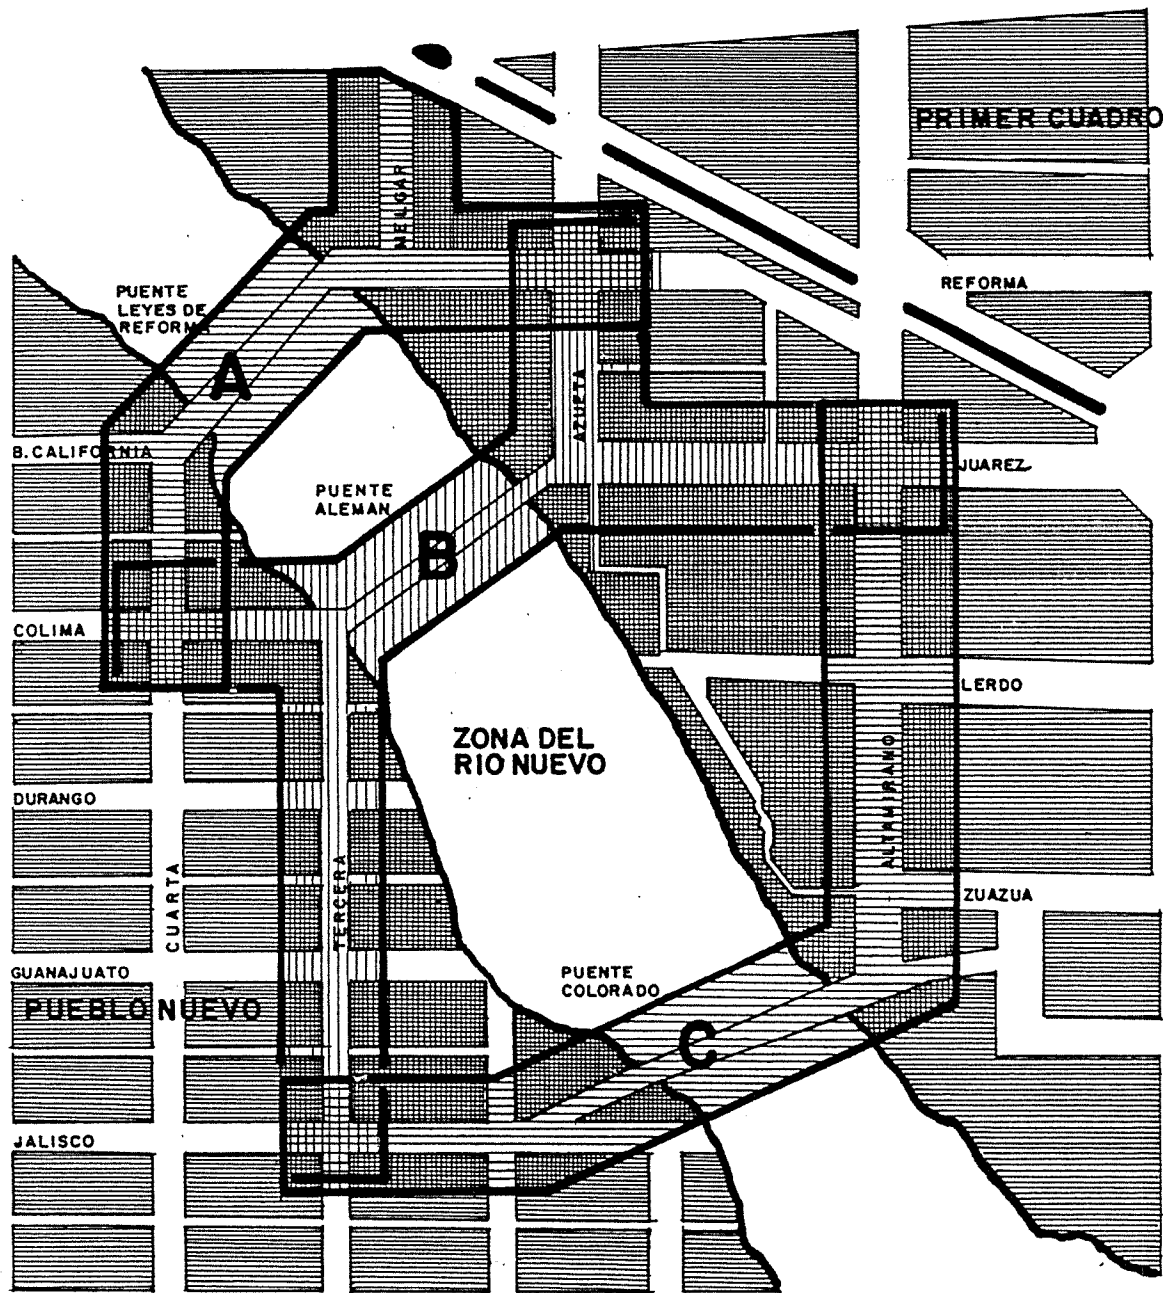 PRIMER CUADRO
MELGAR
REFORMA
PUENTE
LEYES DE
REFORMA
A
AZUETA
B. CALIFORNIA
JUAREZ
PUENTE
ALEMAN
B
COLIMA
LERDO
ZONA DEL
RIO NUEVO
ALTAMIRANO
DURANGO
CUARTA
TERCERA
ZUAZUA
GUANAJUATO
PUENTE
COLORADO
PUEBLO NUEVO
C
JALISCO